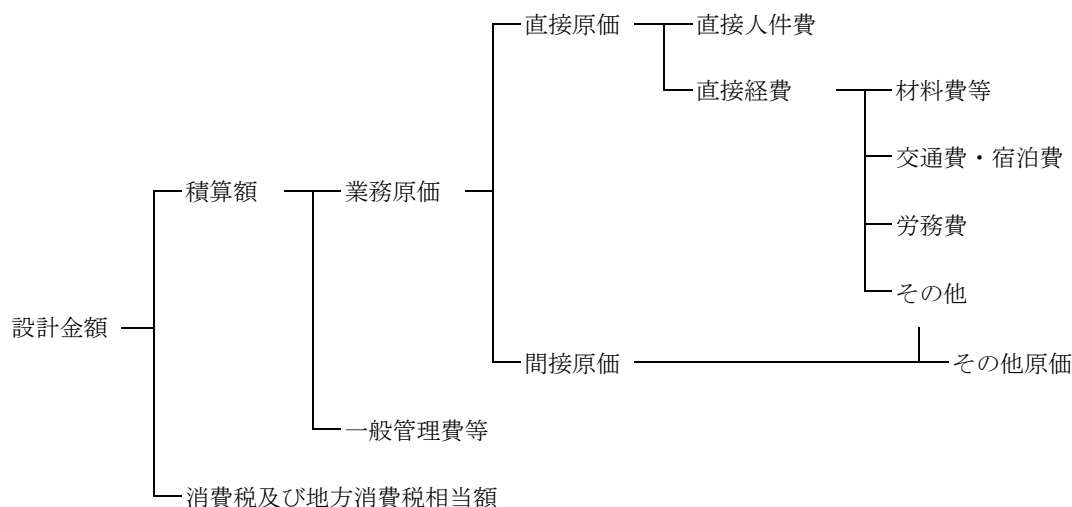 直接原価
直接人件費
直接経費
材料費等
交通費・宿泊費
積算額
業務原価
労務費
その他
設計金額
間接原価
その他原価
一般管理費等
消費税及び地方消費税相当額